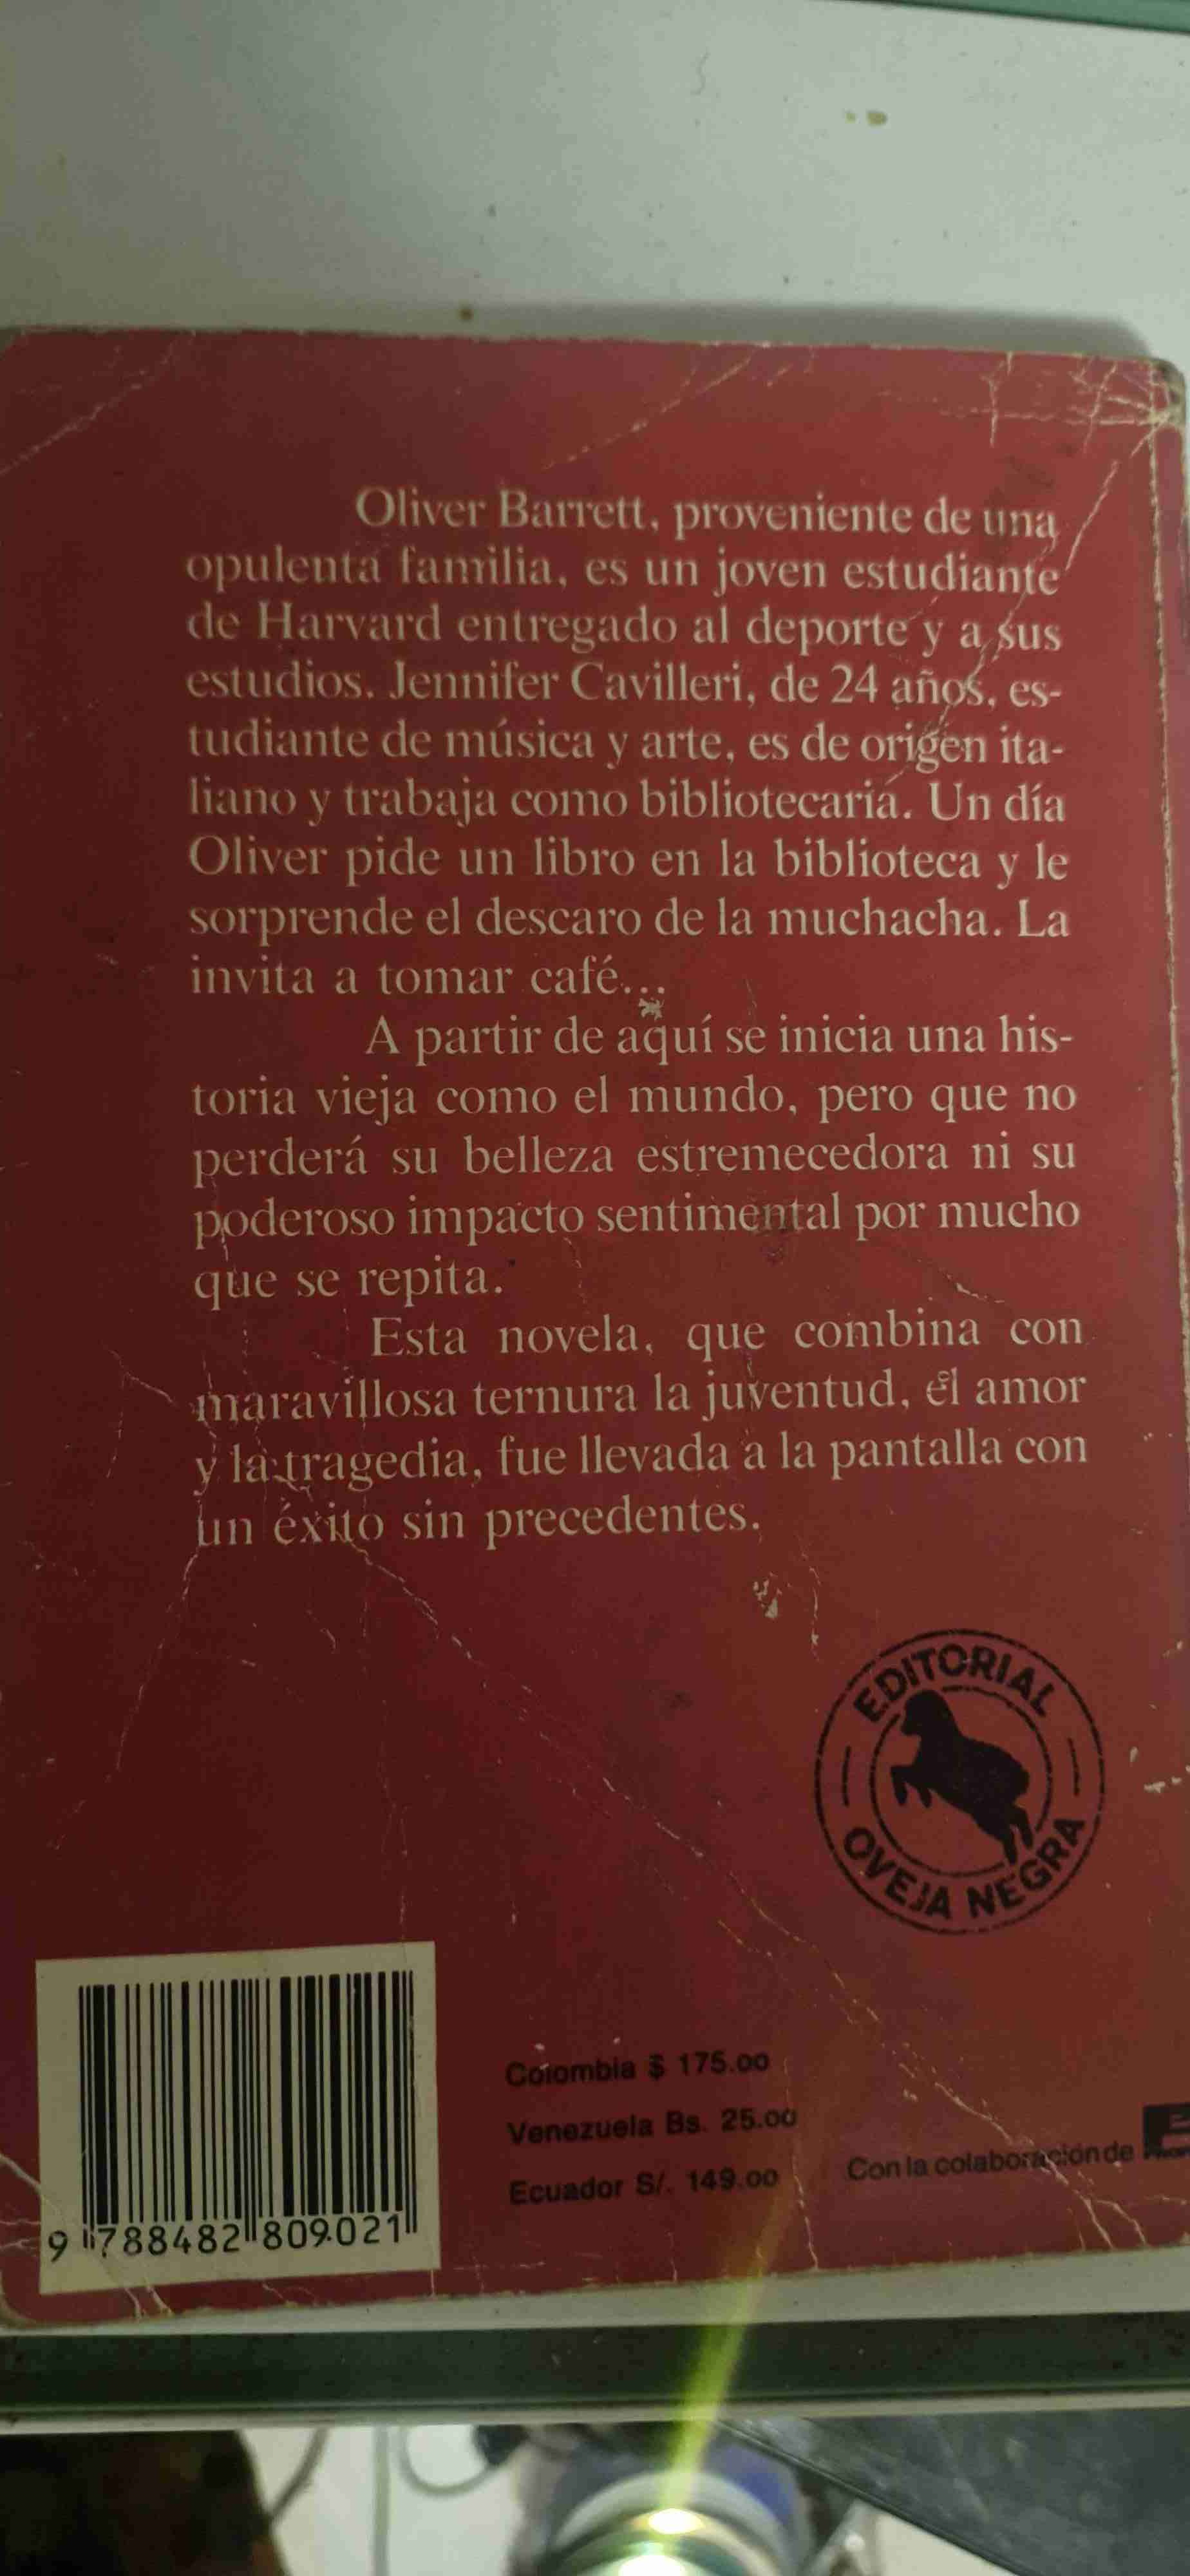 Oliver Barrett, proveniente de una
opulenta familia, es un joven estudiante
de Harvard entregado al deporte y a sus
estudios. Jennifer Cavilleri, de 24 años, es-
tudiante de música y arte, es de origen ita-
liano y trabaja como bibliotecaria. Un día
Oliver pide un libro en la biblioteca y le
sorprende el descaro de la muchacha. La
invita a tomar café...
A partir de aquí se inicia una his-
toria vieja como el mundo, pero que no
perderá su belleza estremecedora ni su
poderoso impacto sentimental por mucho
que se repita.
Esta novela, que combina con
maravillosa ternura la juventud, el amor
y la tragedia, fue llevada a la pantalla con
un éxito sin precedentes.
EDITORIAL
OVEJA NEGRA
Colombia $ 175.00
Venezuela Bs. 25.00
Ecuador S/. 149.00
Con la colaboración de
9 788482 809021